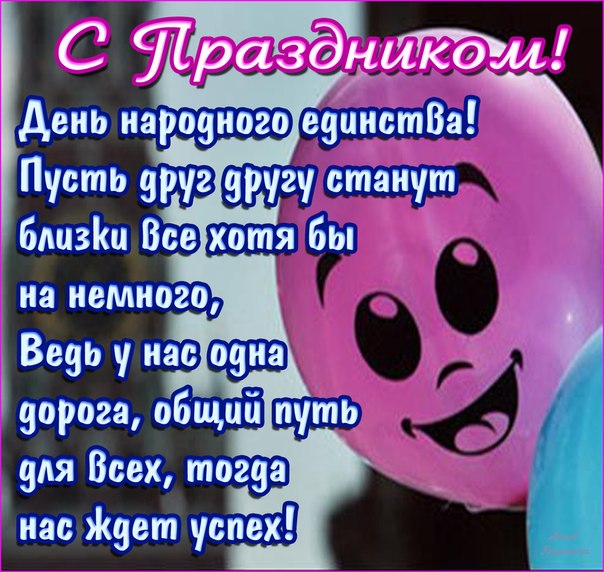 С Праздником!
День народного единства!
Пусть друг другу станут
близки все хотя бы
на немного,
Ведь у нас одна
дорога, общий путь
для всех, тогда
нас ждет успех!